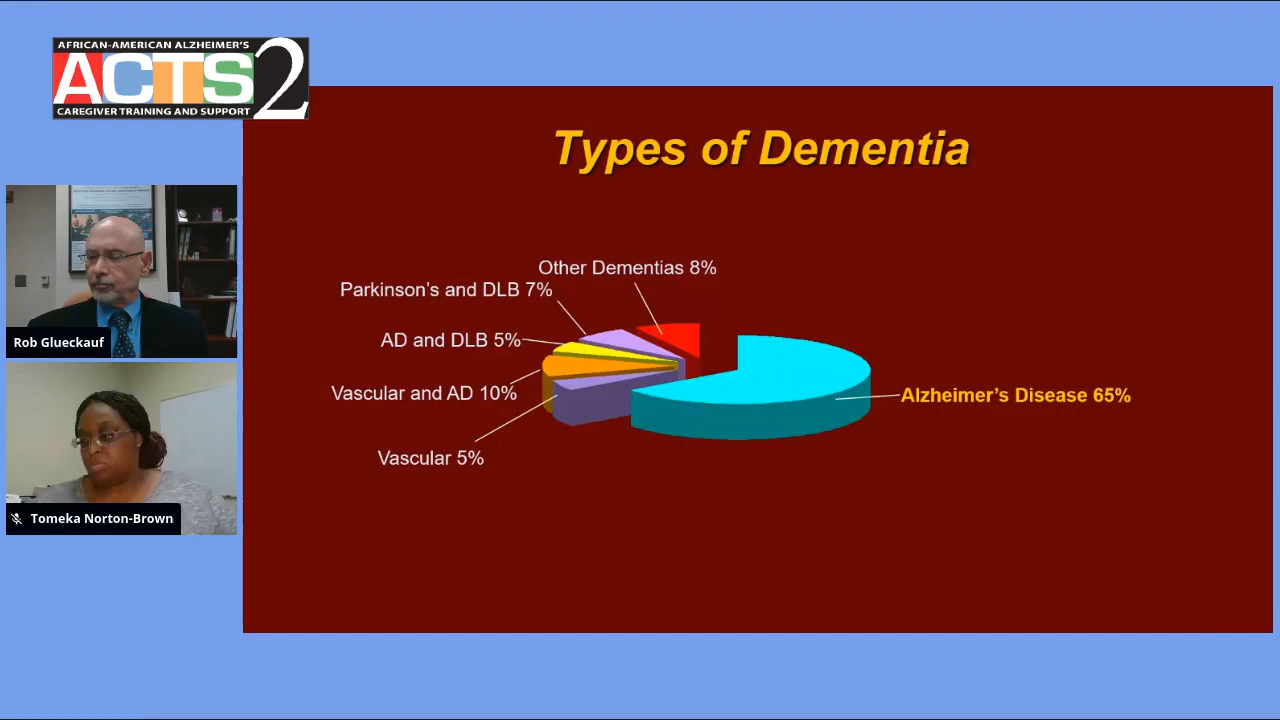 AFRICAN-AMERICAN ALZHEIMER'S
ACTS2
CAREGIVER TRAINING AND SUPPORT
Types of Dementia
Other Dementias 8%
Parkinson's and DLB 7%
AD and DLB 5%
Vascular and AD 10%
Alzheimer's Disease 65%
Vascular 5%
Rob Glueckauf
Tomeka Norton-Brown